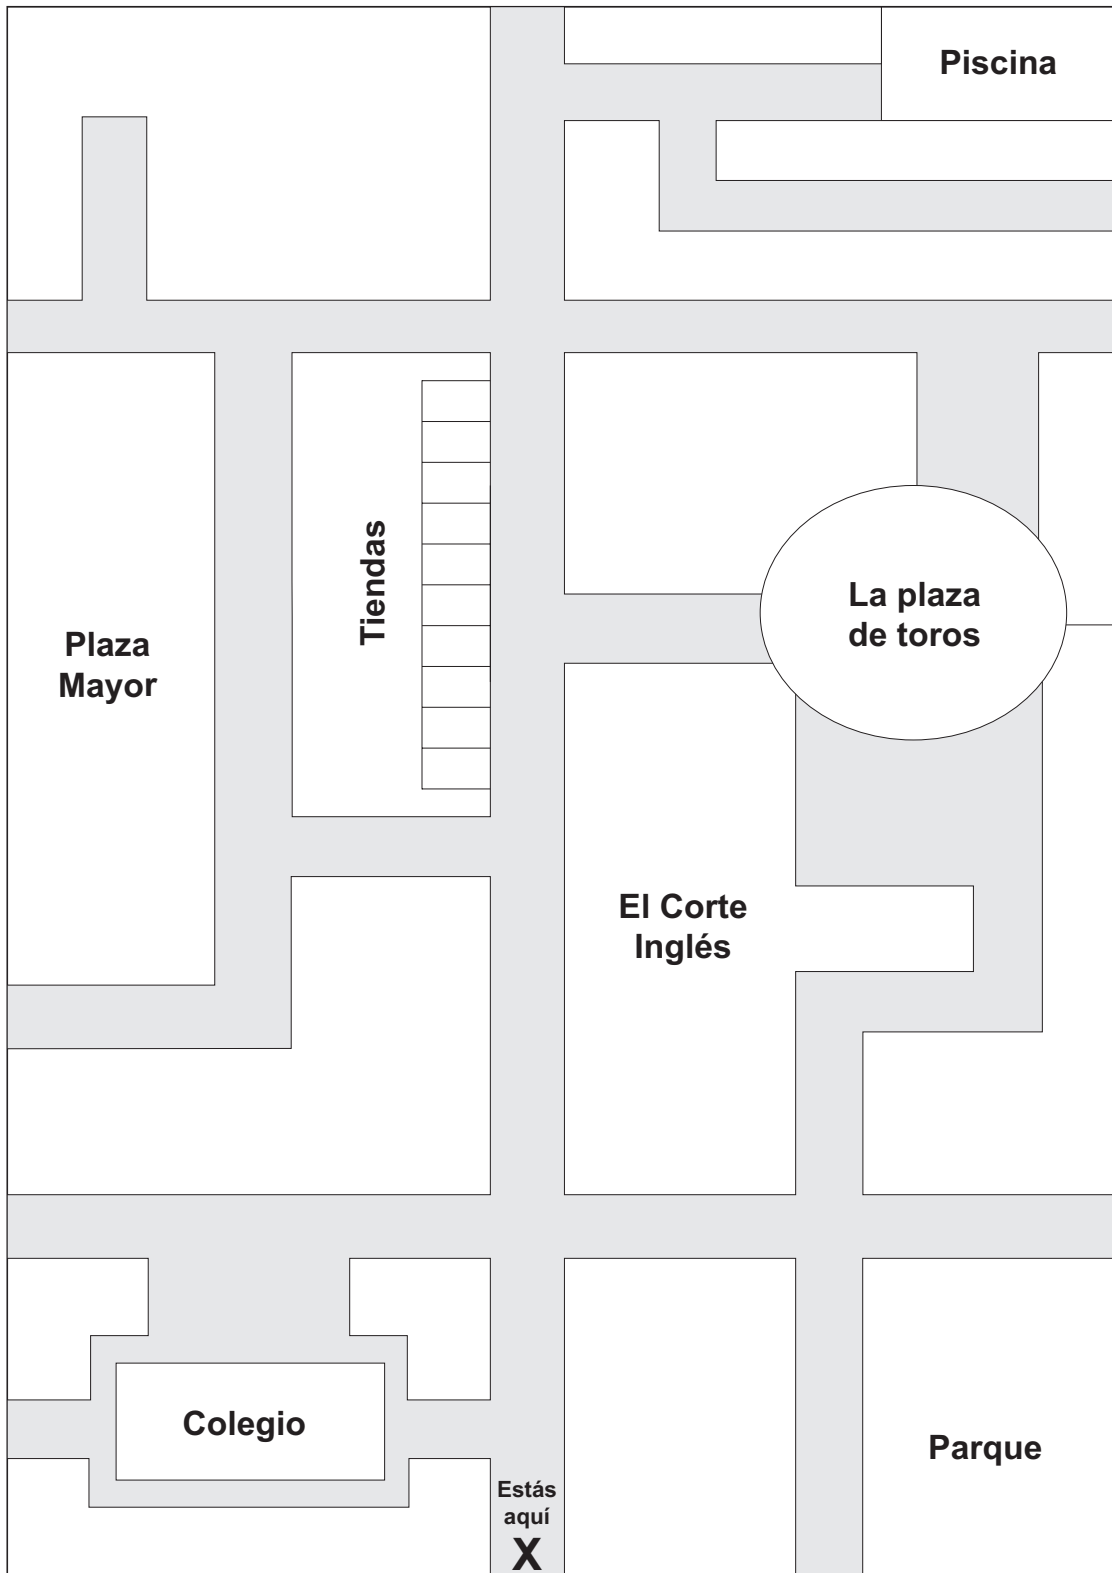 Piscina
Tiendas
La plaza
de toros
Plaza
Mayor
El Corte
Inglés
Colegio
Parque
Estás
aquí
X